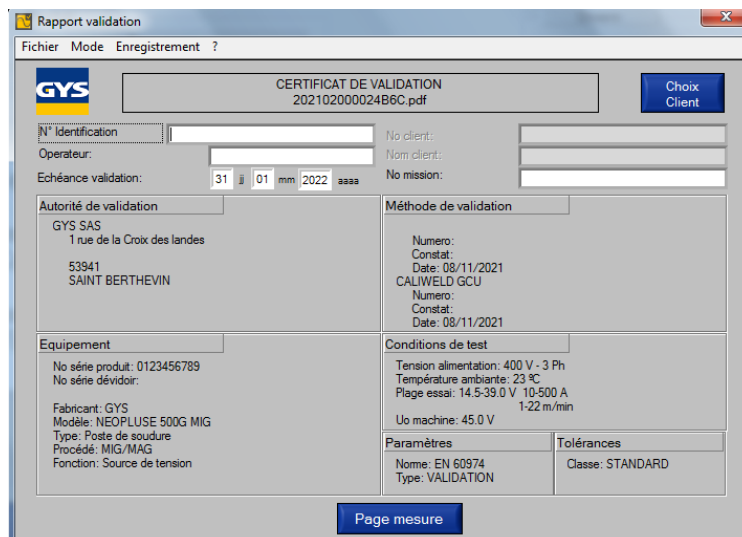 Rapport validation
Fichier Mode Enregistrement ?
GYS
CERTIFICAT DE VALIDATION
202102000024B6C.pdf
Choix
Client
N° Identification
No client:
Operateur:
Nom client:
Echéance validation: 31 jj 01 mm 2022 aaaa
No mission:
Autorité de validation
GYS SAS
1 rue de la Croix des landes
53941
SAINT BERTHEVIN
Méthode de validation
Numero:
Constat:
Date: 08/11/2021
CALIWELD GCU
Numero:
Constat:
Date: 08/11/2021
Equipement
No série produit: 0123456789
No série dévidoir:
Fabricant: GYS
Modèle: NEOPLUSE 500G MIG
Type: Poste de soudure
Procédé: MIG/MAG
Fonction: Source de tension
Conditions de test
Tension alimentation: 400 V - 3 Ph
Température ambiante: 23 ºC
Plage essai: 14.5-39.0 V 10-500 A
1-22 m/min
Uo machine: 45.0 V
Paramètres
Norme: EN 60974
Type: VALIDATION
Tolérances
Classe: STANDARD
Page mesure